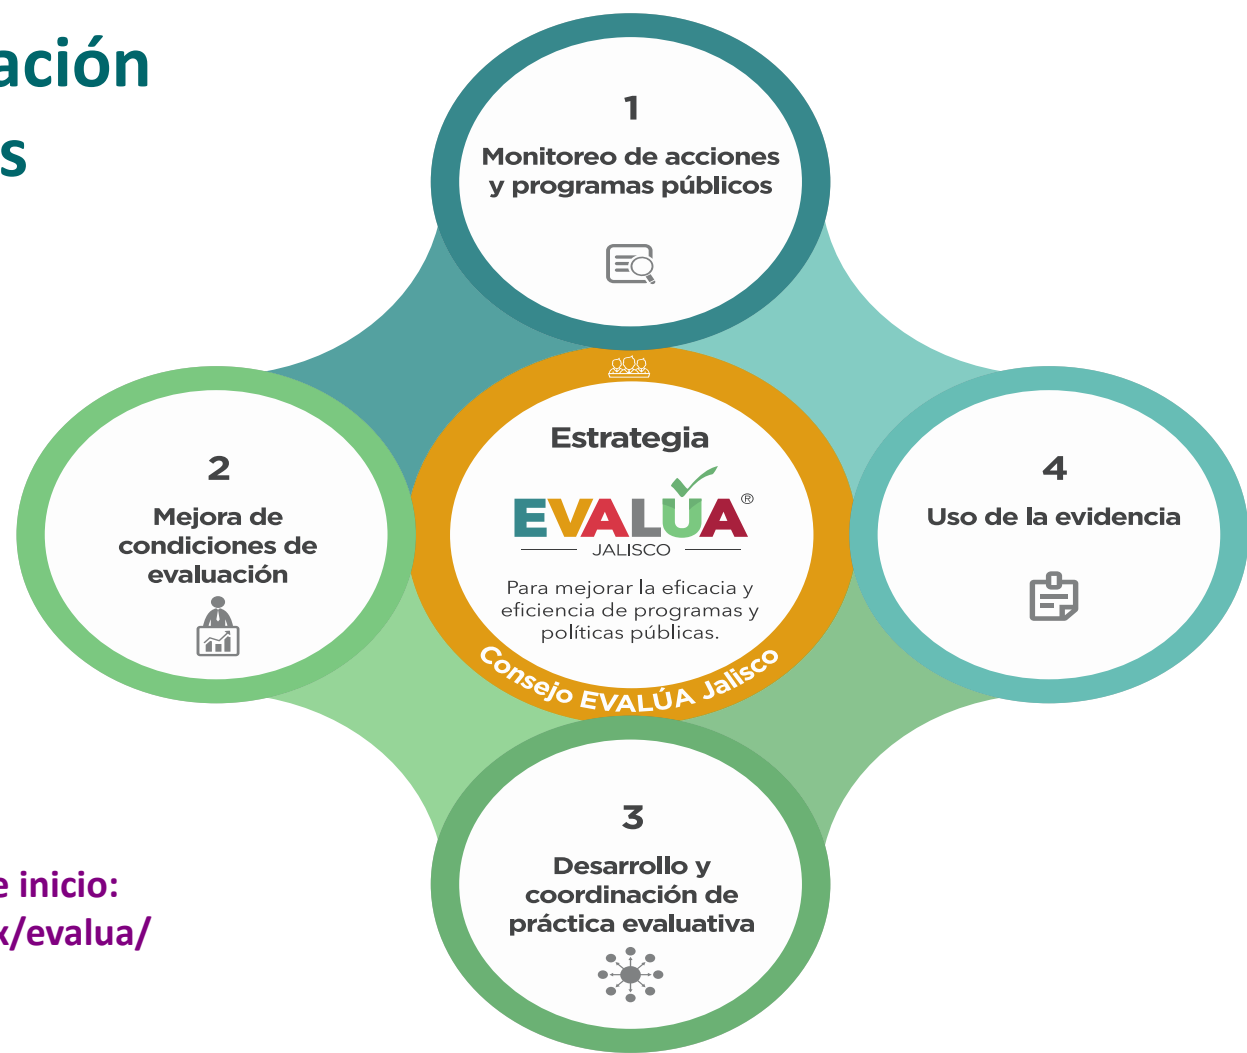 ación
s
1
Monitoreo de acciones
y programas públicos
2
Mejora de
condiciones de
evaluación
Estrategia
EVALÚA®
JALISCO
Para mejorar la eficacia y
eficiencia de programas y
políticas públicas.
Consejo EVALÚA Jalisco
4
Uso de la evidencia
3
Desarrollo y
coordinación de
práctica evaluativa
e inicio:
x/evalua/